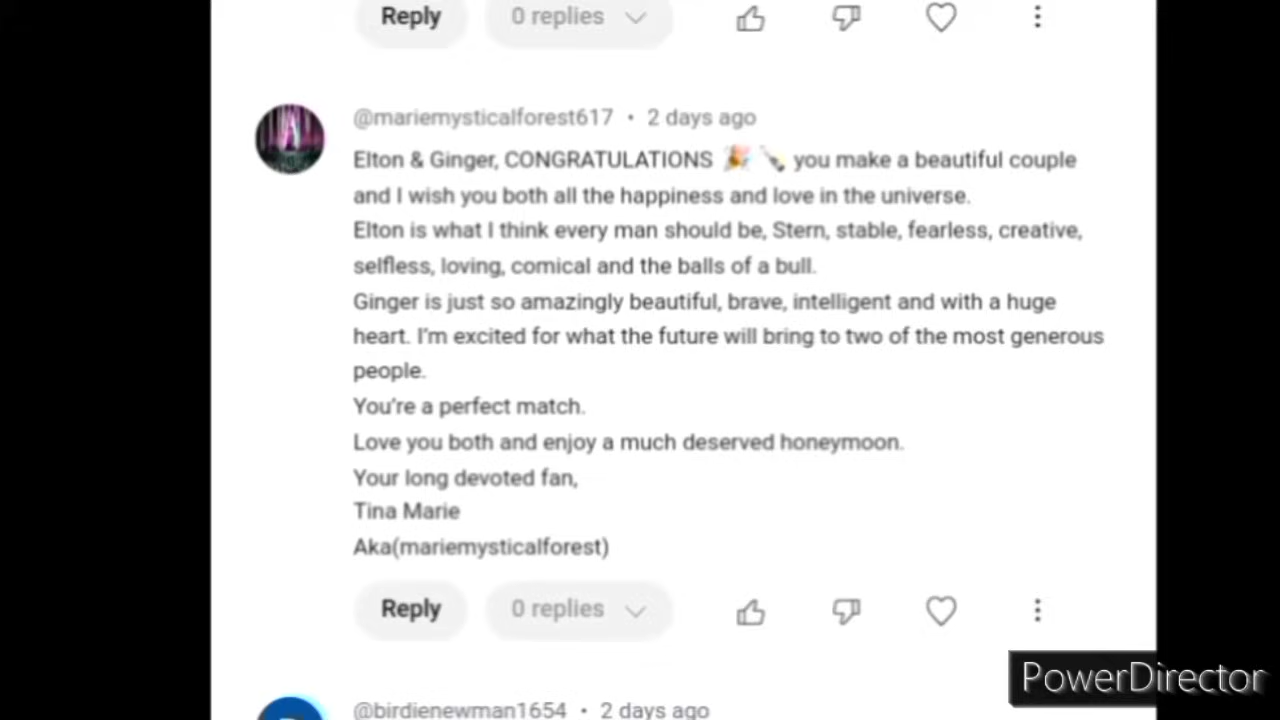 Reply 0 replies
@mariemysticalforest617 • 2 days ago
Elton & Ginger, CONGRATULATIONS 🎉 🍾 you make a beautiful couple
and I wish you both all the happiness and love in the universe.
Elton is what I think every man should be, Stern, stable, fearless, creative,
selfless, loving, comical and the balls of a bull.
Ginger is just so amazingly beautiful, brave, intelligent and with a huge
heart. I'm excited for what the future will bring to two of the most generous
people.
You're a perfect match.
Love you both and enjoy a much deserved honeymoon.
Your long devoted fan,
Tina Marie
Aka(mariemysticalforest)
Reply 0 replies
PowerDirector
@birdienewman1654 • 2 days ago